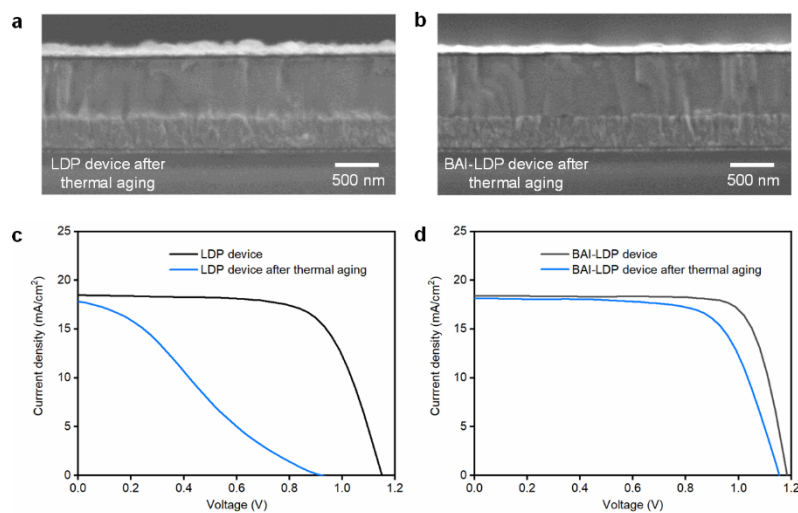 a
b
LDP device after
thermal aging
500 nm
BAI-LDP device after
thermal aging
500 nm
c
d
25
20
15
10
5
0
Currrent density (mA/cm²)
LDP device
LDP device after thermal aging
0.0
0.2
0.4
0.6
0.8
1.0
1.2
Voltage (V)
25
20
15
10
5
0
Currrent density (mA/cm²)
BAI-LDP device
BAI-LDP device after thermal aging
0.0
0.2
0.4
0.6
0.8
1.0
1.2
Voltage (V)